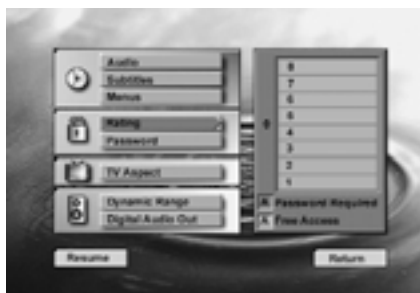 Audio
Subtitles
Menus
Rating
Password
TV Aspect
Dynamic Range
Digital Audio Out
8
7
6
5
4
3
2
1
Password Required
Free Access
Resume
Return